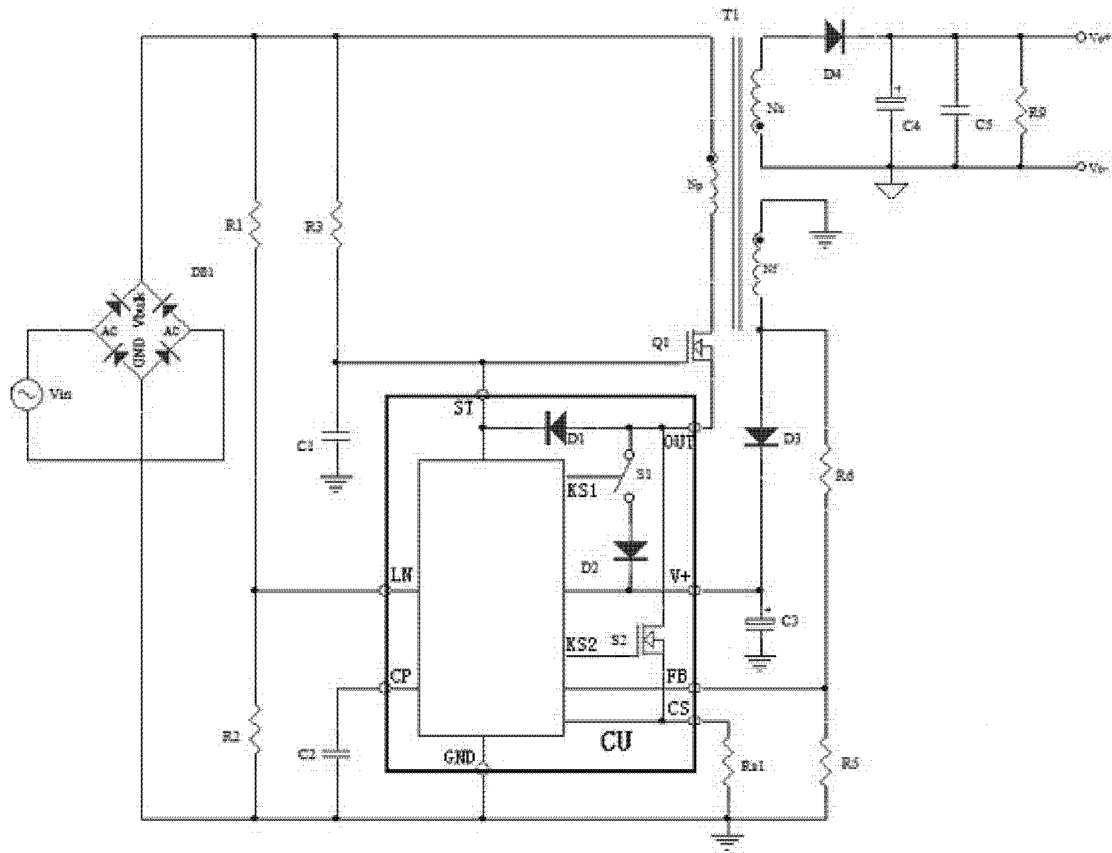 T1
Vo+
D4
Ns
C4
C5
R9
Vo-
Np
R1
R3
Nf
DB1
Vbulk
AC
AC
GND
Q1
Vin
ST
D1
OUT
D3
C1
KS1
S1
R6
D2
LN
V+
C3
KS2
S2
CP
FB
CS
R2
C2
GND
CU
Rs1
R5